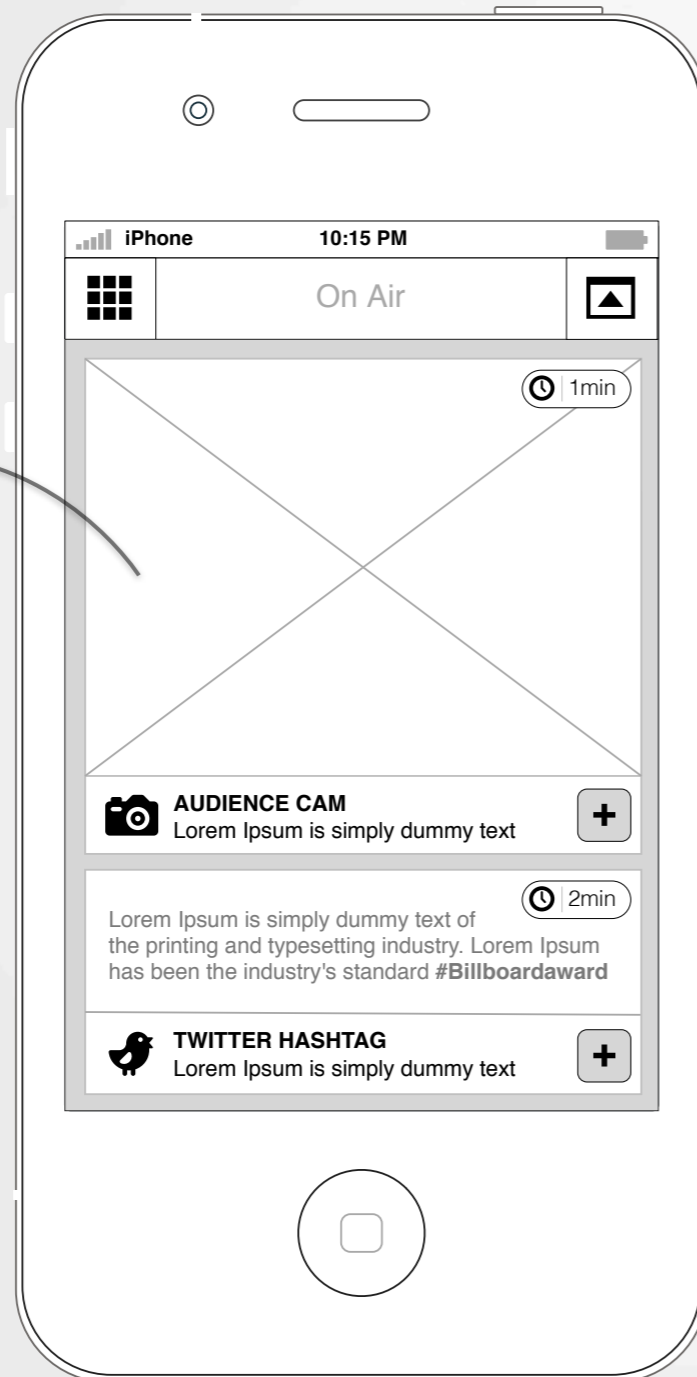 iPhone 10:15 PM
On Air
1min
AUDIENCE CAM
Lorem Ipsum is simply dummy text
2min
Lorem Ipsum is simply dummy text of
the printing and typesetting industry. Lorem Ipsum
has been the industry's standard #Billboardaward
TWITTER HASHTAG
Lorem Ipsum is simply dummy text